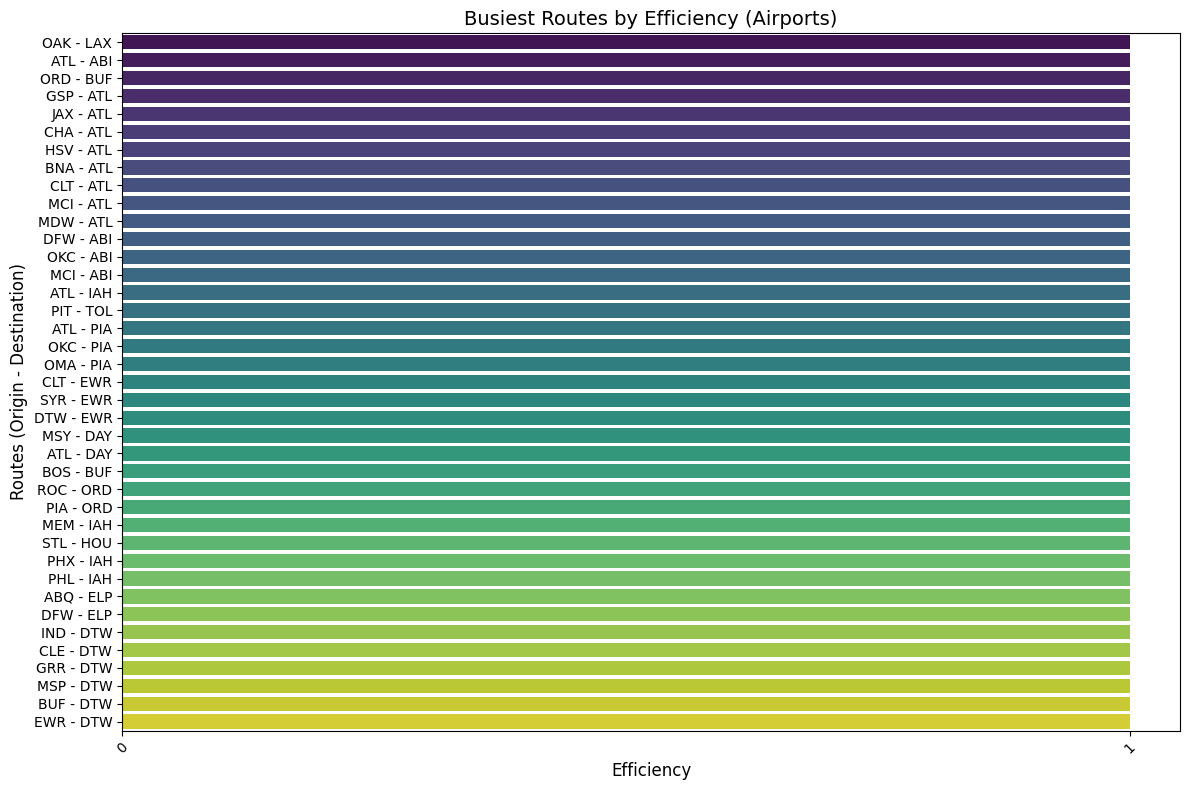 Busiest Routes by Efficiency (Airports)
Routes (Origin - Destination)
OAK - LAX
ATL - ABI
ORD - BUF
GSP - ATL
JAX - ATL
CHA - ATL
HSV - ATL
BNA - ATL
CLT - ATL
MCI - ATL
MDW - ATL
DFW - ABI
OKC - ABI
MCI - ABI
ATL - IAH
PIT - TOL
ATL - PIA
OKC - PIA
OMA - PIA
CLT - EWR
SYR - EWR
DTW - EWR
MSY - DAY
ATL - DAY
BOS - BUF
ROC - ORD
PIA - ORD
MEM - IAH
STL - HOU
PHX - IAH
PHL - IAH
ABQ - ELP
DFW - ELP
IND - DTW
CLE - DTW
GRR - DTW
MSP - DTW
BUF - DTW
EWR - DTW
0 1
Efficiency